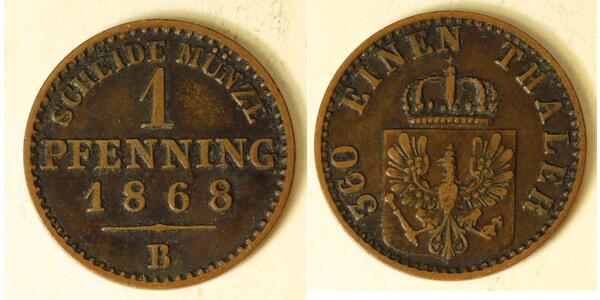 SCHEIDE MÜNZE
1
PFENNING
1868
B
360 EINEN THALER